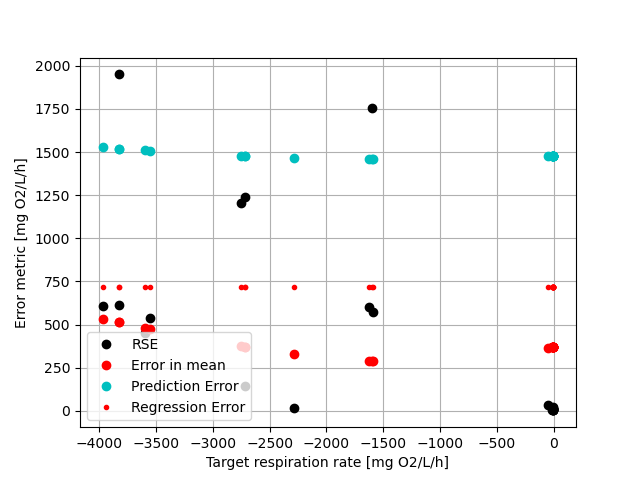 2000
1750
1500
1250
1000
750
500
250
0
Error metric [mg O2/L/h]
RSE
Error in mean
Prediction Error
Regression Error
−4000 −3500 −3000 −2500 −2000 −1500 −1000 −500 0
Target respiration rate [mg O2/L/h]